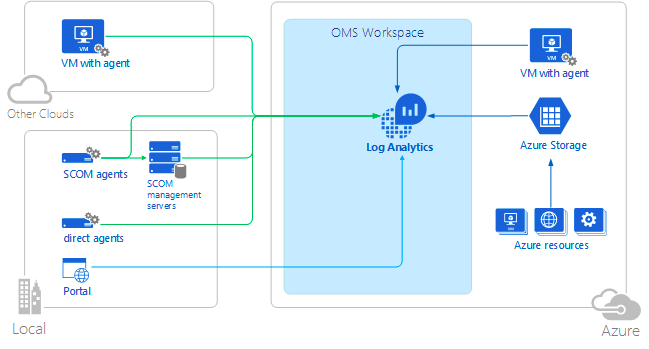 OMS Workspace
VM
VM with agent
Other Clouds
VM
VM with agent
Log Analytics
Azure Storage
SCOM agents
SCOM
management
servers
direct agents
VM
Azure resources
Portal
Local
Azure